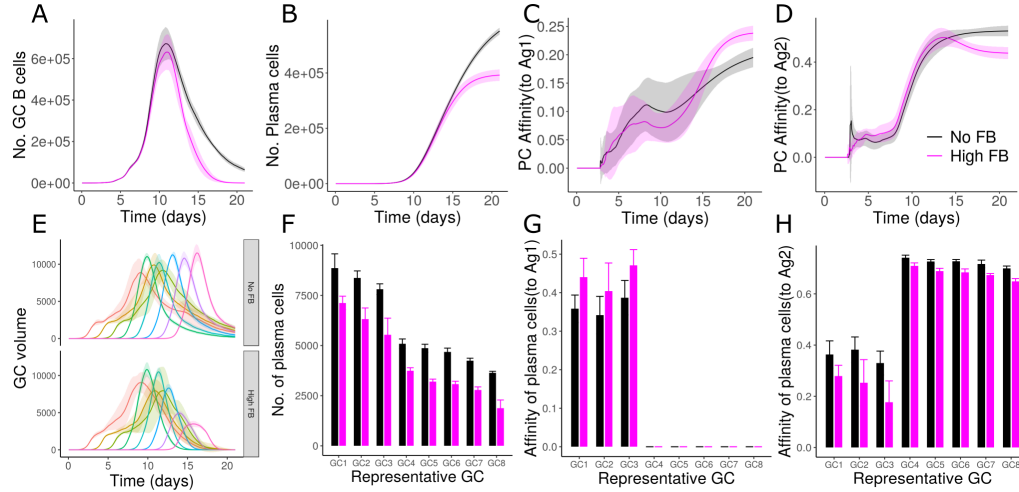 A
No. GC B cells
6e+05
4e+05
2e+05
0e+00
0 5 10 15 20
Time (days)
B
No. Plasma cells
4e+05
2e+05
0e+00
0 5 10 15 20
Time (days)
C
PC Affinity(to Ag1)
0.25
0.20
0.15
0.10
0.05
0.00
0 5 10 15 20
Time (days)
D
PC Affinity(to Ag2)
0.4
0.2
0.0
0 5 10 15 20
Time (days)
No FB
High FB
E
GC volume
10000
5000
0
No FB
10000
5000
0
High FB
0 5 10 15 20
Time (days)
F
No. of plasma cells
10000
7500
5000
2500
0
GC1 GC2 GC3 GC4 GC5 GC6 GC7 GC8
Representative GC
G
Affinity of plasma cells(to Ag1)
0.5
0.4
0.3
0.2
0.1
0.0
GC1 GC2 GC3 GC4 GC5 GC6 GC7 GC8
Representative GC
H
Affinity of plasma cells(to Ag2)
0.6
0.4
0.2
0.0
GC1 GC2 GC3 GC4 GC5 GC6 GC7 GC8
Representative GC